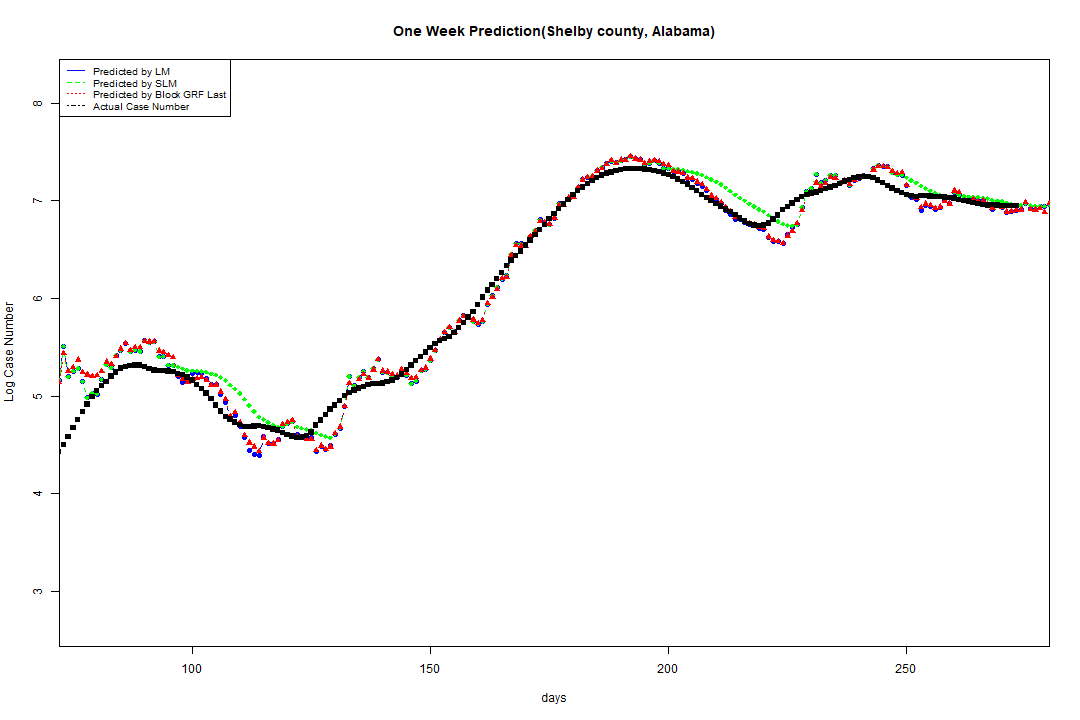 One Week Prediction(Shelby county, Alabama)
Predicted by LM
Predicted by SLM
Predicted by Block GRF Last
Actual Case Number
8
7
6
5
4
3
Log Case Number
100 150 200 250
days